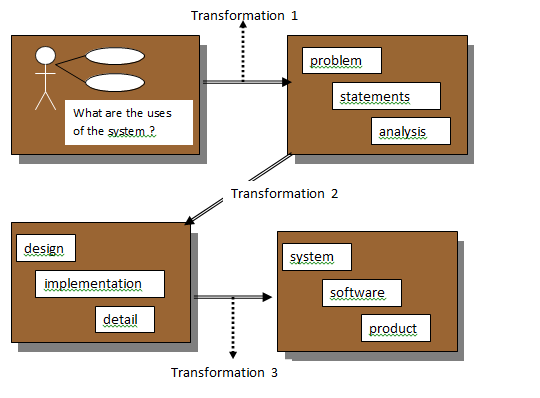 Transformation 1
What are the uses
of the system ?
problem
statements
analysis
Transformation 2
design
implementation
detail
system
software
product
Transformation 3